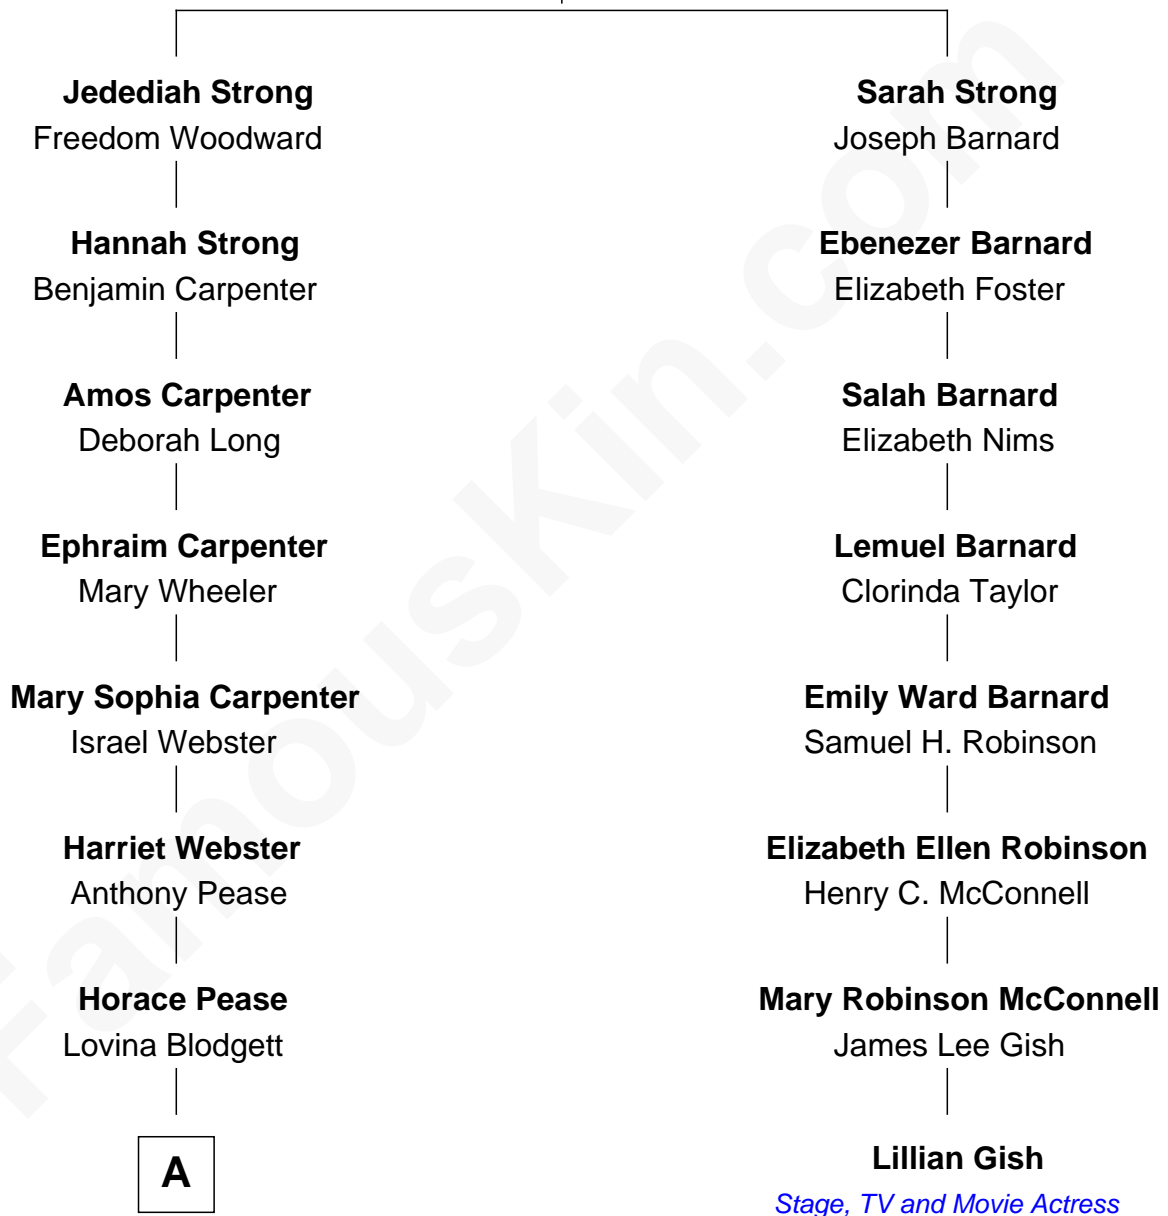 Jedediah Strong
Freedom Woodward
Sarah Strong
Joseph Barnard
Hannah Strong
Benjamin Carpenter
Ebenezer Barnard
Elizabeth Foster
Amos Carpenter
Deborah Long
Salah Barnard
Elizabeth Nims
Ephraim Carpenter
Mary Wheeler
Lemuel Barnard
Clorinda Taylor
Mary Sophia Carpenter
Israel Webster
Emily Ward Barnard
Samuel H. Robinson
Harriet Webster
Anthony Pease
Elizabeth Ellen Robinson
Henry C. McConnell
Horace Pease
Lovina Blodgett
Mary Robinson McConnell
James Lee Gish
A
Lillian Gish
Stage, TV and Movie Actress
FamousKin.com